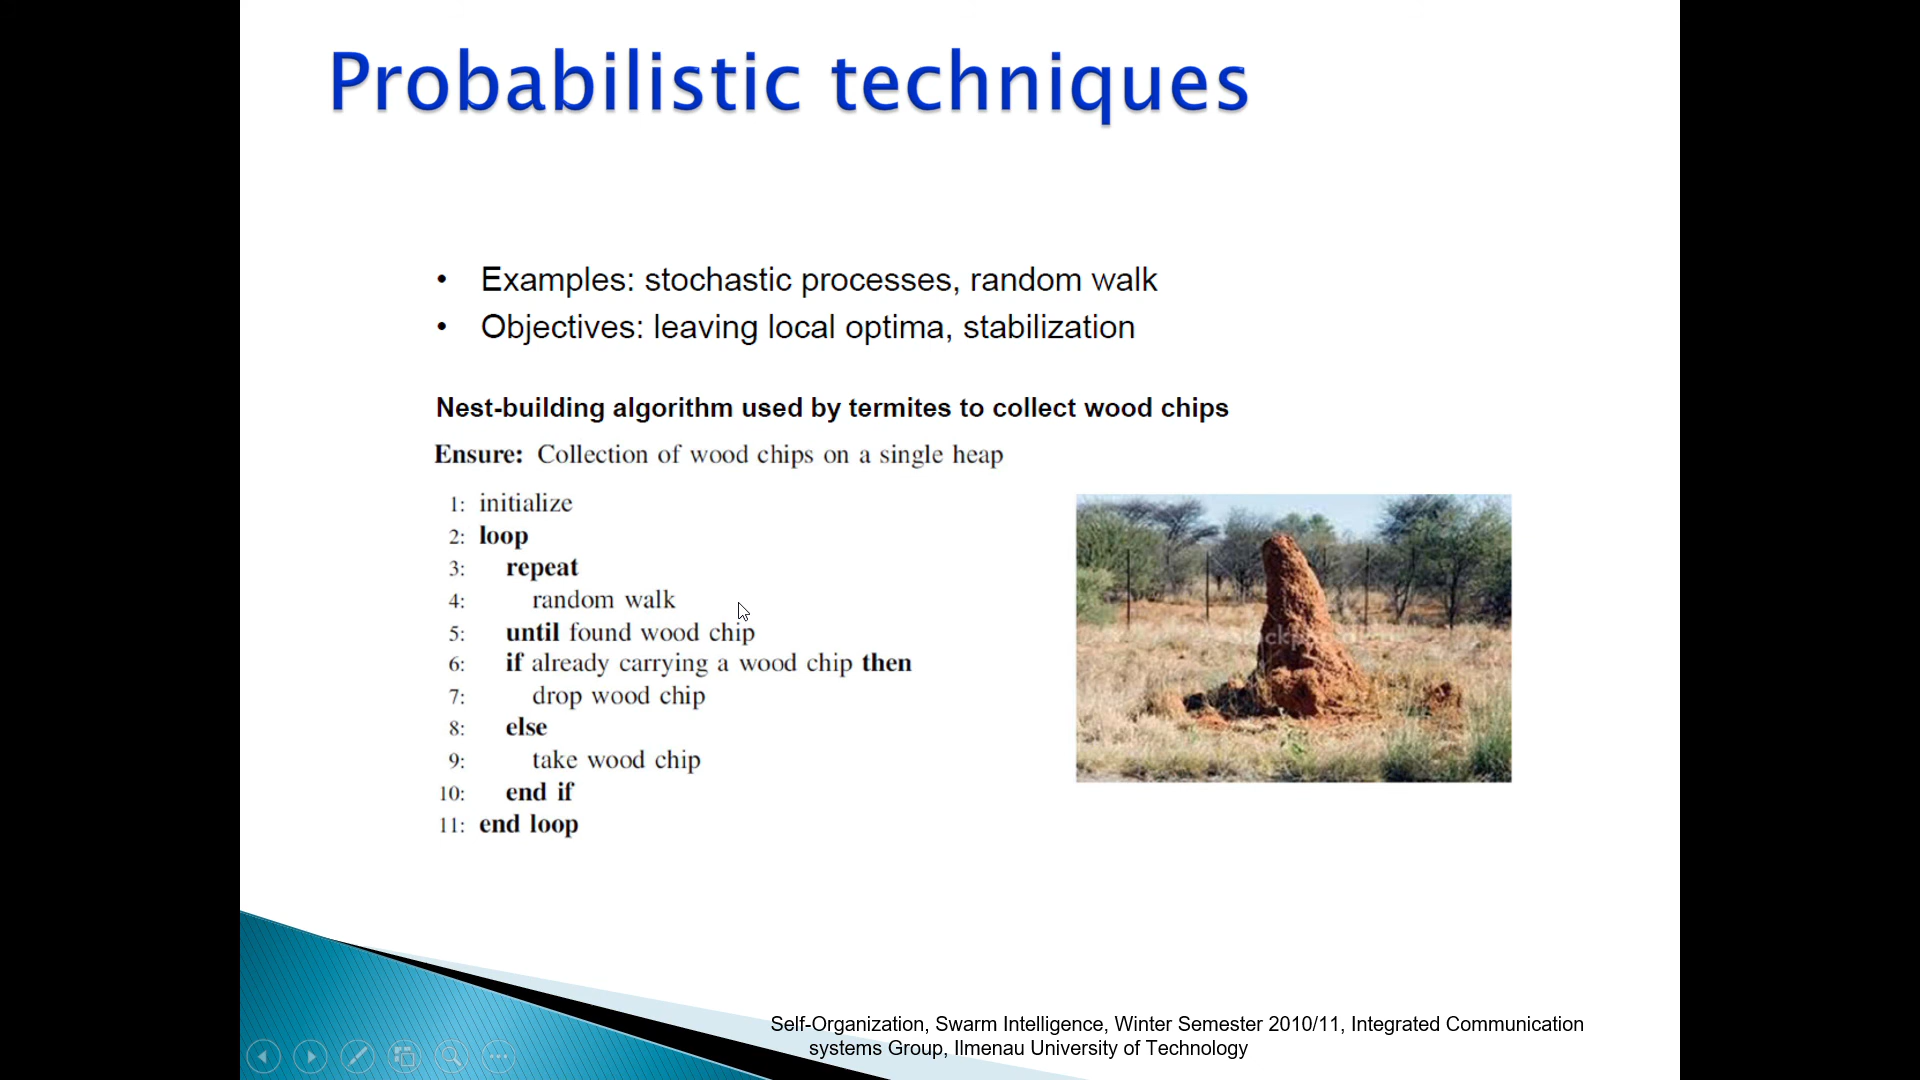 Probabilistic techniques
• Examples: stochastic processes, random walk
• Objectives: leaving local optima, stabilization
Nest-building algorithm used by termites to collect wood chips
Ensure: Collection of wood chips on a single heap
1: initialize
2: loop
3: repeat
4: random walk
5: until found wood chip
6: if already carrying a wood chip then
7: drop wood chip
8: else
9: take wood chip
10: end if
11: end loop
Self-Organization, Swarm Intelligence, Winter Semester 2010/11, Integrated Communication
systems Group, Ilmenau University of Technology